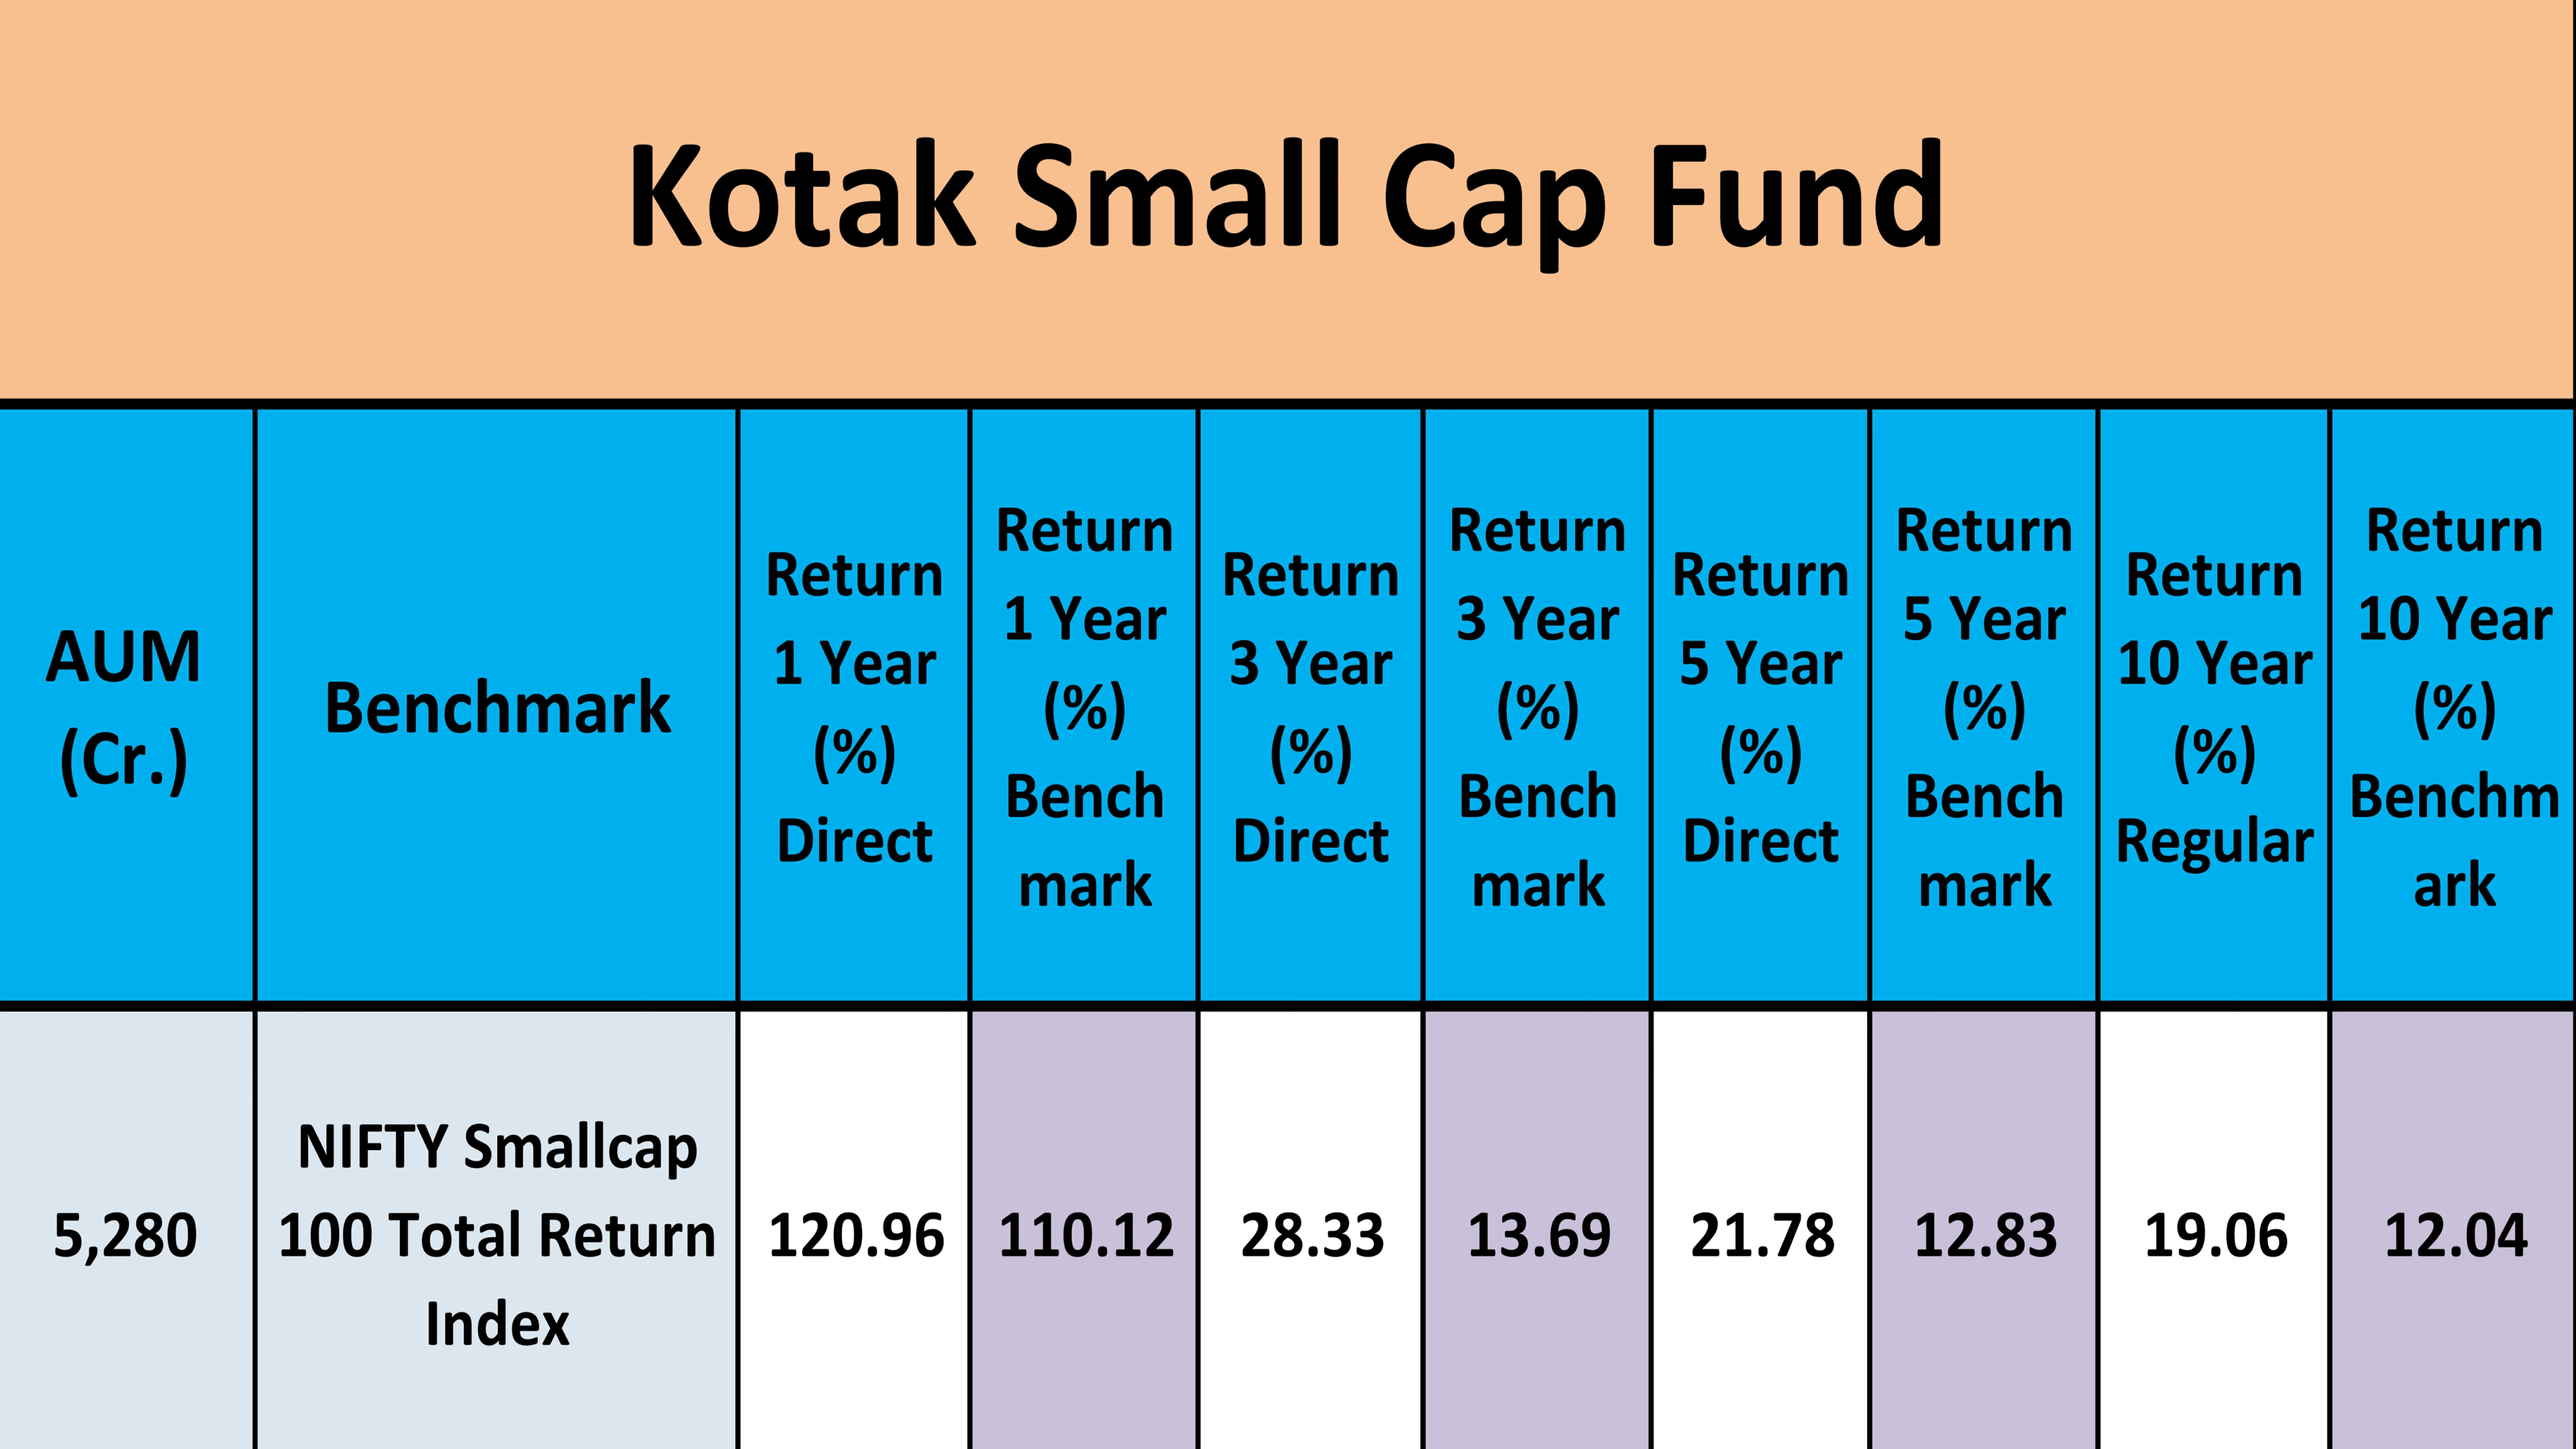 Kotak Small Cap Fund
AUM
(Cr.)
Benchmark
Return
1 Year
(%)
Direct
Return
1 Year
(%)
Bench
mark
Return
3 Year
(%)
Direct
Return
3 Year
(%)
Bench
mark
Return
5 Year
(%)
Direct
Return
5 Year
(%)
Bench
mark
Return
10 Year
(%)
Regular
Return
10 Year
(%)
Benchm
ark
5,280
NIFTY Smallcap
100 Total Return
Index
120.96
110.12
28.33
13.69
21.78
12.83
19.06
12.04